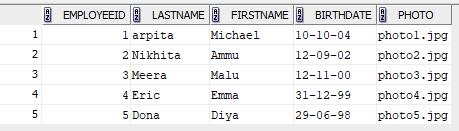 EMPLOYEEID LASTNAME FIRSTNAME BIRTHDATE PHOTO
1 1 arpita Michael 10-10-04 photo1.jpg
2 2 Nikhita Ammu 12-09-02 photo2.jpg
3 3 Meera Malu 12-11-00 photo3.jpg
4 4 Eric Emma 31-12-99 photo4.jpg
5 5 Dona Diya 29-06-98 photo5.jpg